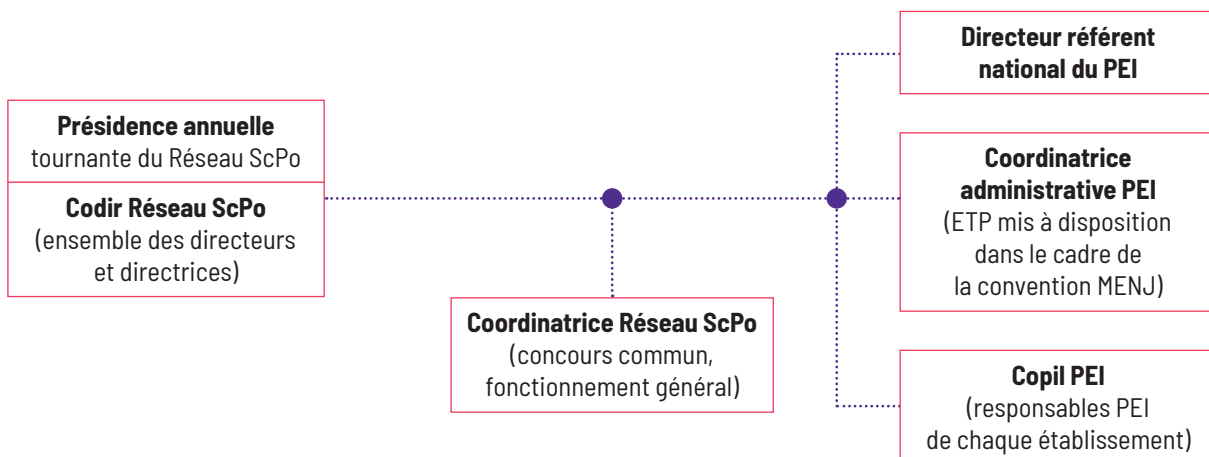 Présidence annuelle
tournante du Réseau ScPo
Codir Réseau ScPo
(ensemble des directeurs
et directrices)
Coordinatrice Réseau ScPo
(concours commun,
fonctionnement général)
Directeur référent
national du PEI
Coordinatrice
administrative PEI
(ETP mis à disposition
dans le cadre de
la convention MENJ)
Copil PEI
(responsables PEI
de chaque établissement)